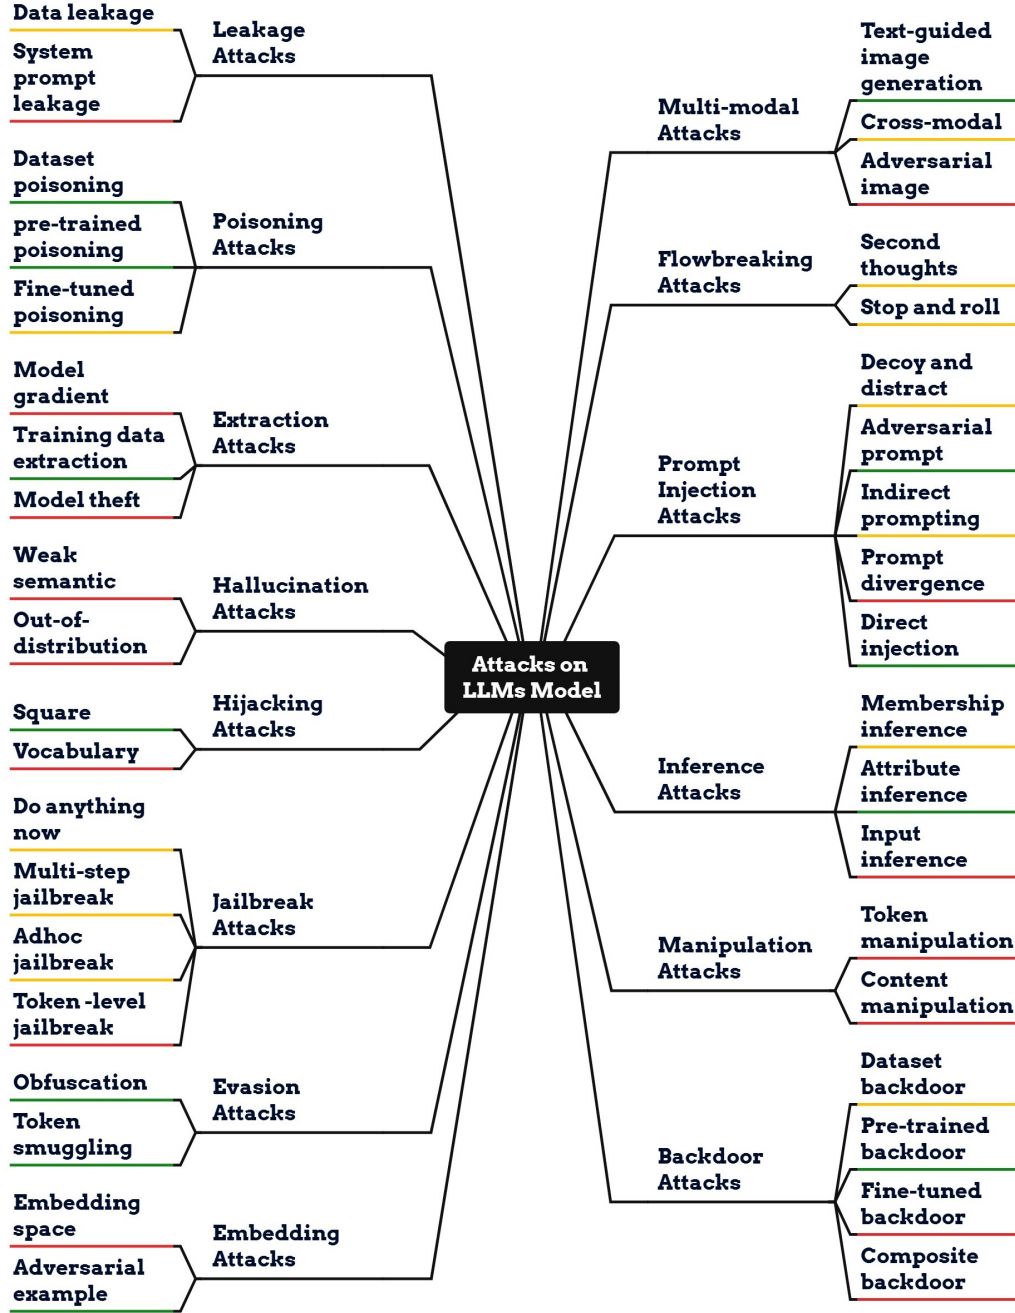 Data leakage
System
prompt
leakage
Leakage
Attacks
Dataset
poisoning
pre-trained
poisoning
Fine-tuned
poisoning
Poisoning
Attacks
Model
gradient
Training data
extraction
Model theft
Extraction
Attacks
Weak
semantic
Out-of-
distribution
Hallucination
Attacks
Square
Vocabulary
Hijacking
Attacks
Do anything
now
Multi-step
jailbreak
Adhoc
jailbreak
Token -level
jailbreak
Jailbreak
Attacks
Obfuscation
Token
smuggling
Evasion
Attacks
Embedding
space
Adversarial
example
Embedding
Attacks
Attacks on
LLMs Model
Multi-modal
Attacks
Text-guided
image
generation
Cross-modal
Adversarial
image
Flowbreaking
Attacks
Second
thoughts
Stop and roll
Prompt
Injection
Attacks
Decoy and
distract
Adversarial
prompt
Indirect
prompting
Prompt
divergence
Direct
injection
Inference
Attacks
Membership
inference
Attribute
inference
Input
inference
Manipulation
Attacks
Token
manipulation
Content
manipulation
Backdoor
Attacks
Dataset
backdoor
Pre-trained
backdoor
Fine-tuned
backdoor
Composite
backdoor